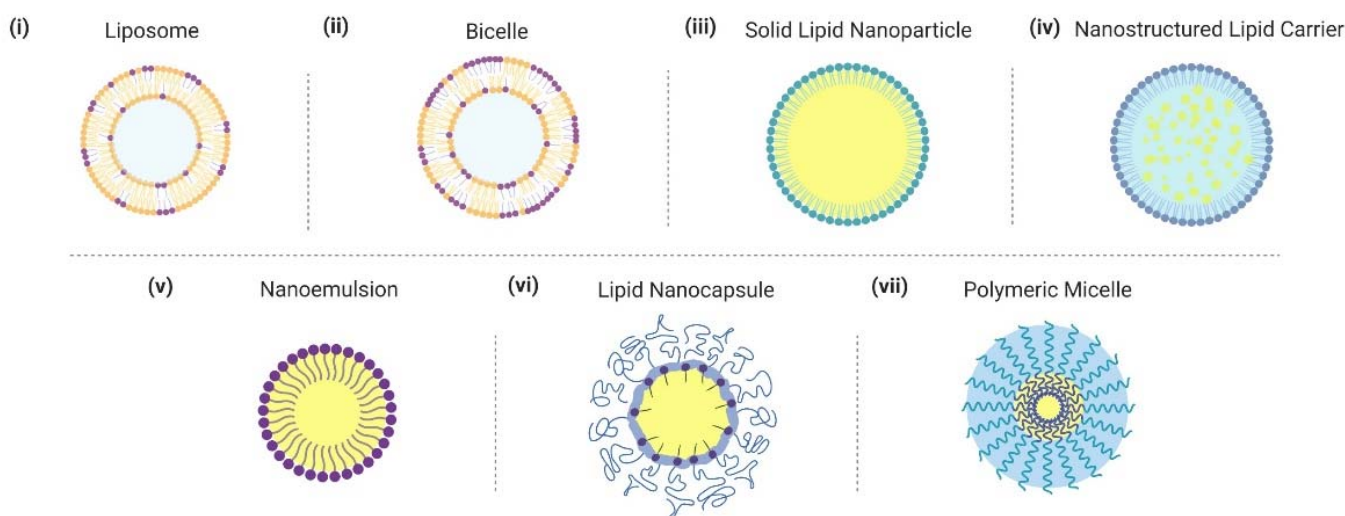 (i) Liposome
(ii) Bicelle
(iii) Solid Lipid Nanoparticle
(iv) Nanostructured Lipid Carrier
(v) Nanoemulsion
(vi) Lipid Nanocapsule
(vii) Polymeric Micelle